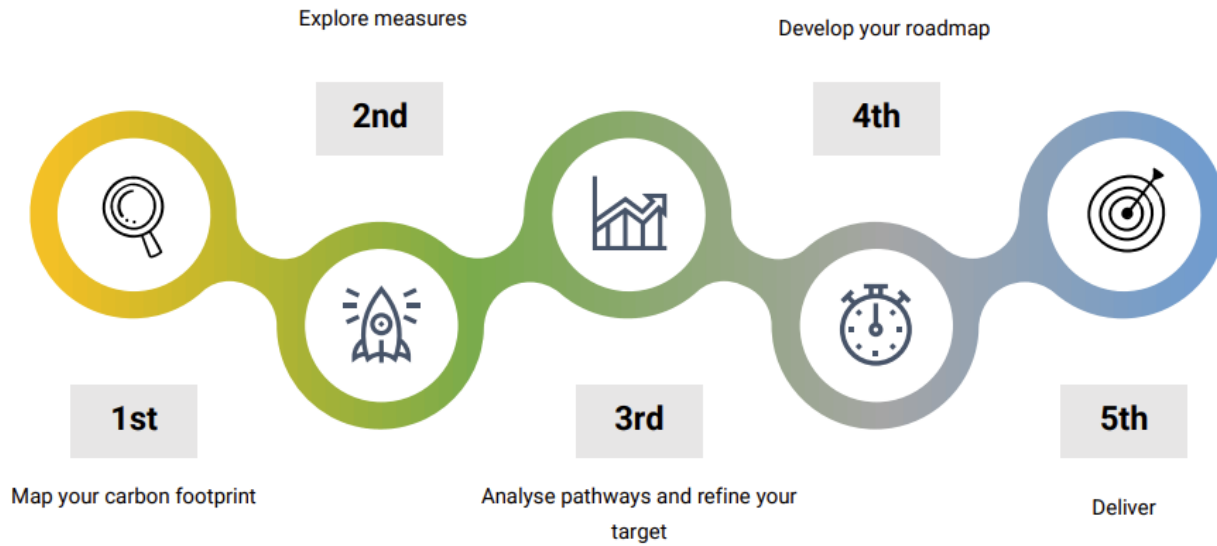 Explore measures
Develop your roadmap
2nd
4th
1st
3rd
5th
Map your carbon footprint
Analyse pathways and refine your
target
Deliver